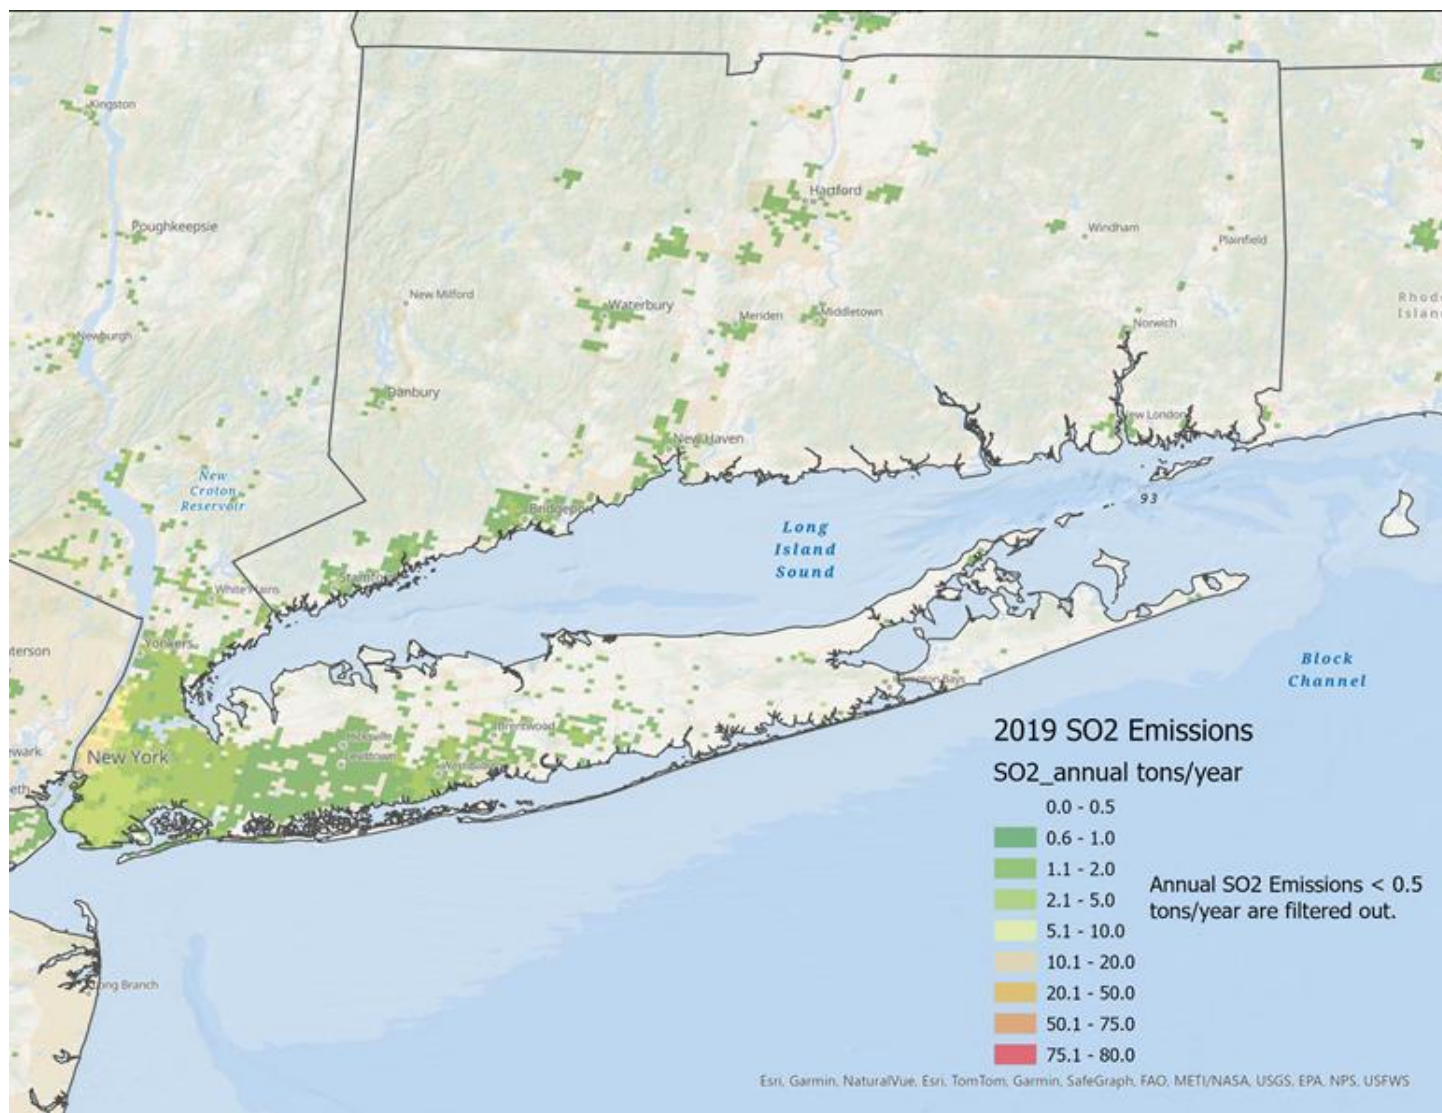 Kingston
Poughkeepsie
Newburgh
New Milford
Danbury
Waterbury
Meriden
Middletown
Hartford
Windham
Plainfield
Norwich
New London
New Haven
Bridgeport
New
Croton
Reservoir
White Plains
Yonkers
terson
wark
eth
New York
Long Branch
Brentwood
Long
Island
Sound
93
Block
Channel
Rhod
Islan
2019 SO2 Emissions
SO2_annual tons/year
0.0 - 0.5
0.6 - 1.0
1.1 - 2.0
2.1 - 5.0
5.1 - 10.0
10.1 - 20.0
20.1 - 50.0
50.1 - 75.0
75.1 - 80.0
Annual SO2 Emissions < 0.5
tons/year are filtered out.
Esri, Garmin, NaturalVue, Esri, TomTom, Garmin, SafeGraph, FAO, METI/NASA, USGS, EPA, NPS, USFWS